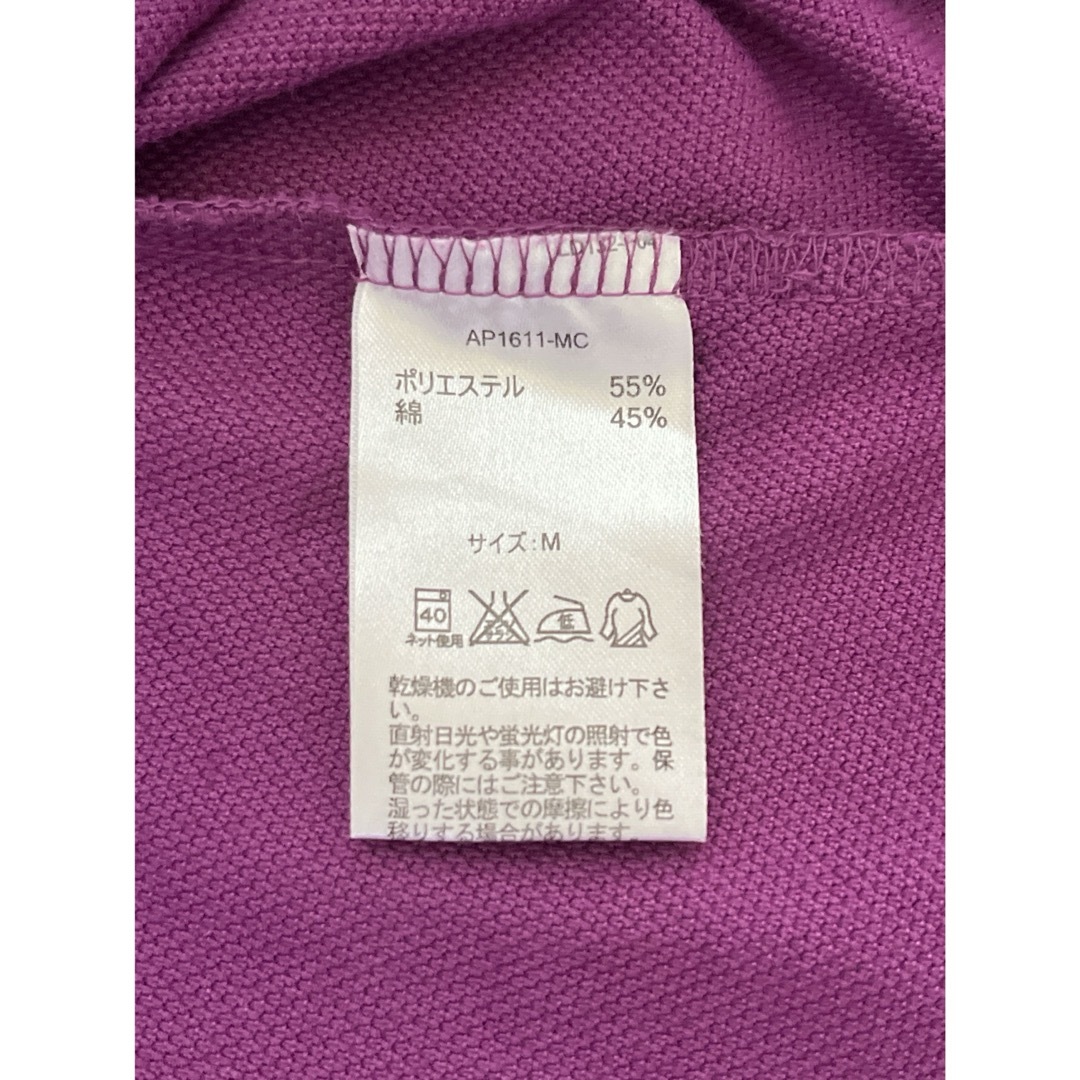 AP1611-MC
ポリエステル 55%
綿 45%
サイズ:M
40
低
ネット使用
乾燥機のご使用はお避け下さ
い。
直射日光や蛍光灯の照射で色
が変化する事があります。保
管の際にはご注意下さい。
湿った状態での摩擦により色
移りする場合があります。